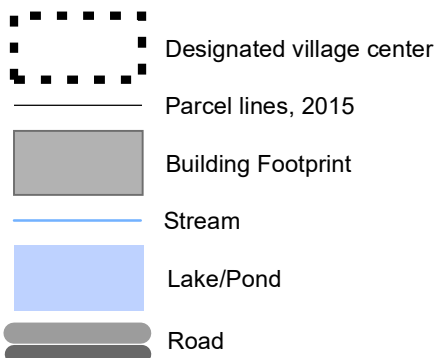 Designated village center
Parcel lines, 2015
Building Footprint
Stream
Lake/Pond
Road